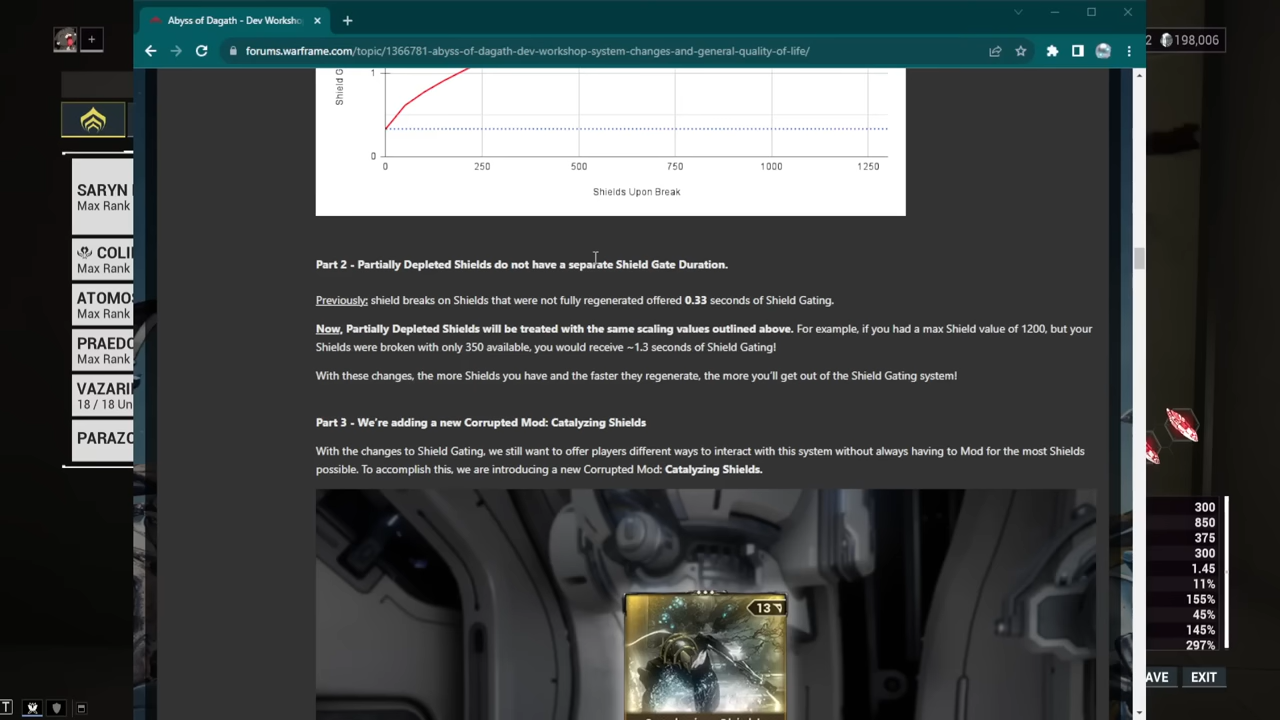 Abyss of Dagath - Dev Worksho
forums.warframe.com/topic/1366781-abyss-of-dagath-dev-workshop-system-changes-and-general-quality-of-life/
2 198,006
SARYN
Max Rank
COLI
Max Rank
ATOMOS
Max Rank
PRAEDO
Max Rank
VAZARI
18 / 18 Un
PARAZO
Shield G
1
0
0 250 500 750 1000 1250
Shields Upon Break
Part 2 - Partially Depleted Shields do not have a separate Shield Gate Duration.
Previously: shield breaks on Shields that were not fully regenerated offered 0.33 seconds of Shield Gating.
Now, Partially Depleted Shields will be treated with the same scaling values outlined above. For example, if you had a max Shield value of 1200, but your
Shields were broken with only 350 available, you would receive ~1.3 seconds of Shield Gating!
With these changes, the more Shields you have and the faster they regenerate, the more you'll get out of the Shield Gating system!
Part 3 - We're adding a new Corrupted Mod: Catalyzing Shields
With the changes to Shield Gating, we still want to offer players different ways to interact with this system without always having to Mod for the most Shields
possible. To accomplish this, we are introducing a new Corrupted Mod: Catalyzing Shields.
13
300
850
375
300
1.45
11%
155%
45%
145%
297%
AVE EXIT
T